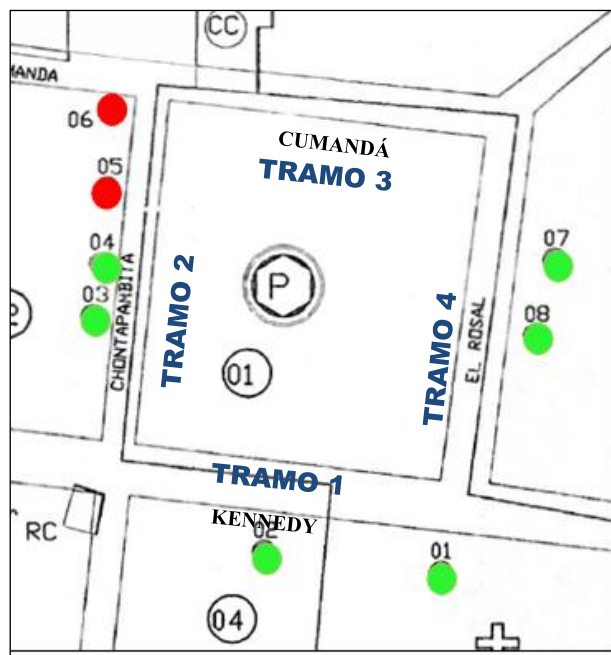 CC
MANDA
06
CUMANDÁ
TRAMO 3
05
04
07
TRAMO 2
P
03
08
CHONTAPAMBITA
TRAMO 4
EL ROSAL
01
TRAMO 1
KENNEDY
RC
02
01
04